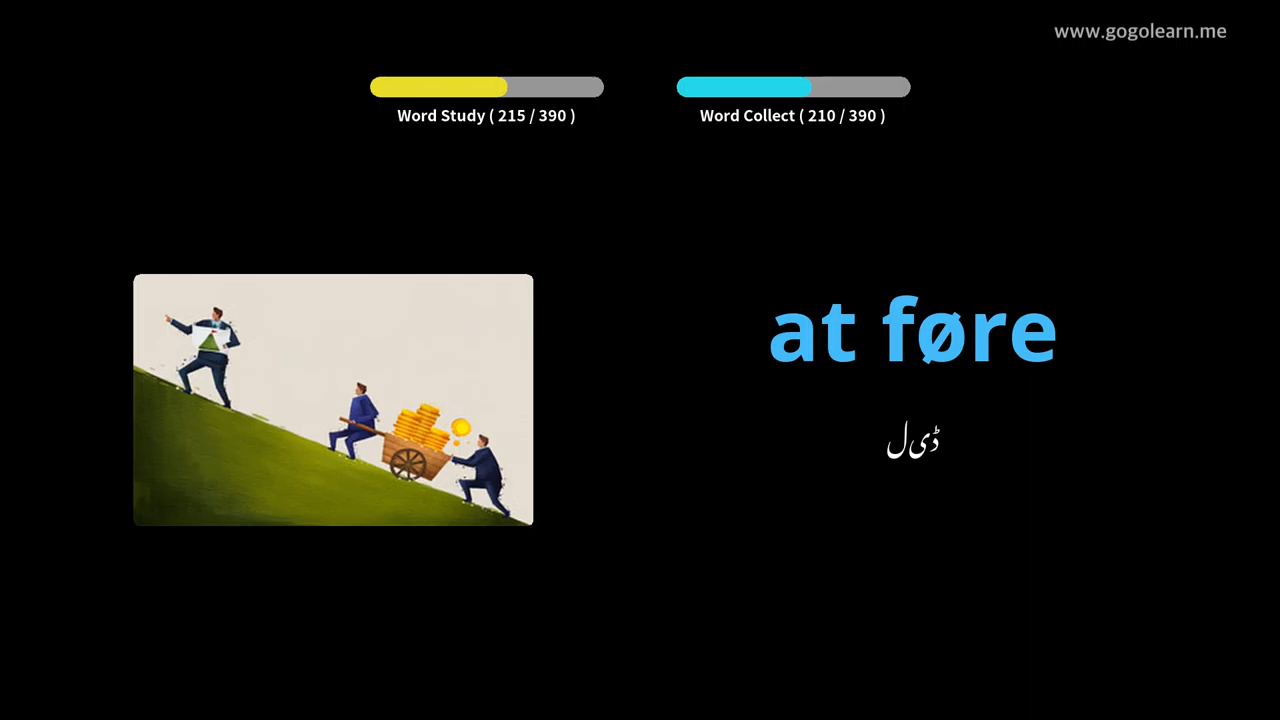 www.gogolearn.me
Word Study ( 215 / 390 )
Word Collect ( 210 / 390 )
at føre
ڈیل